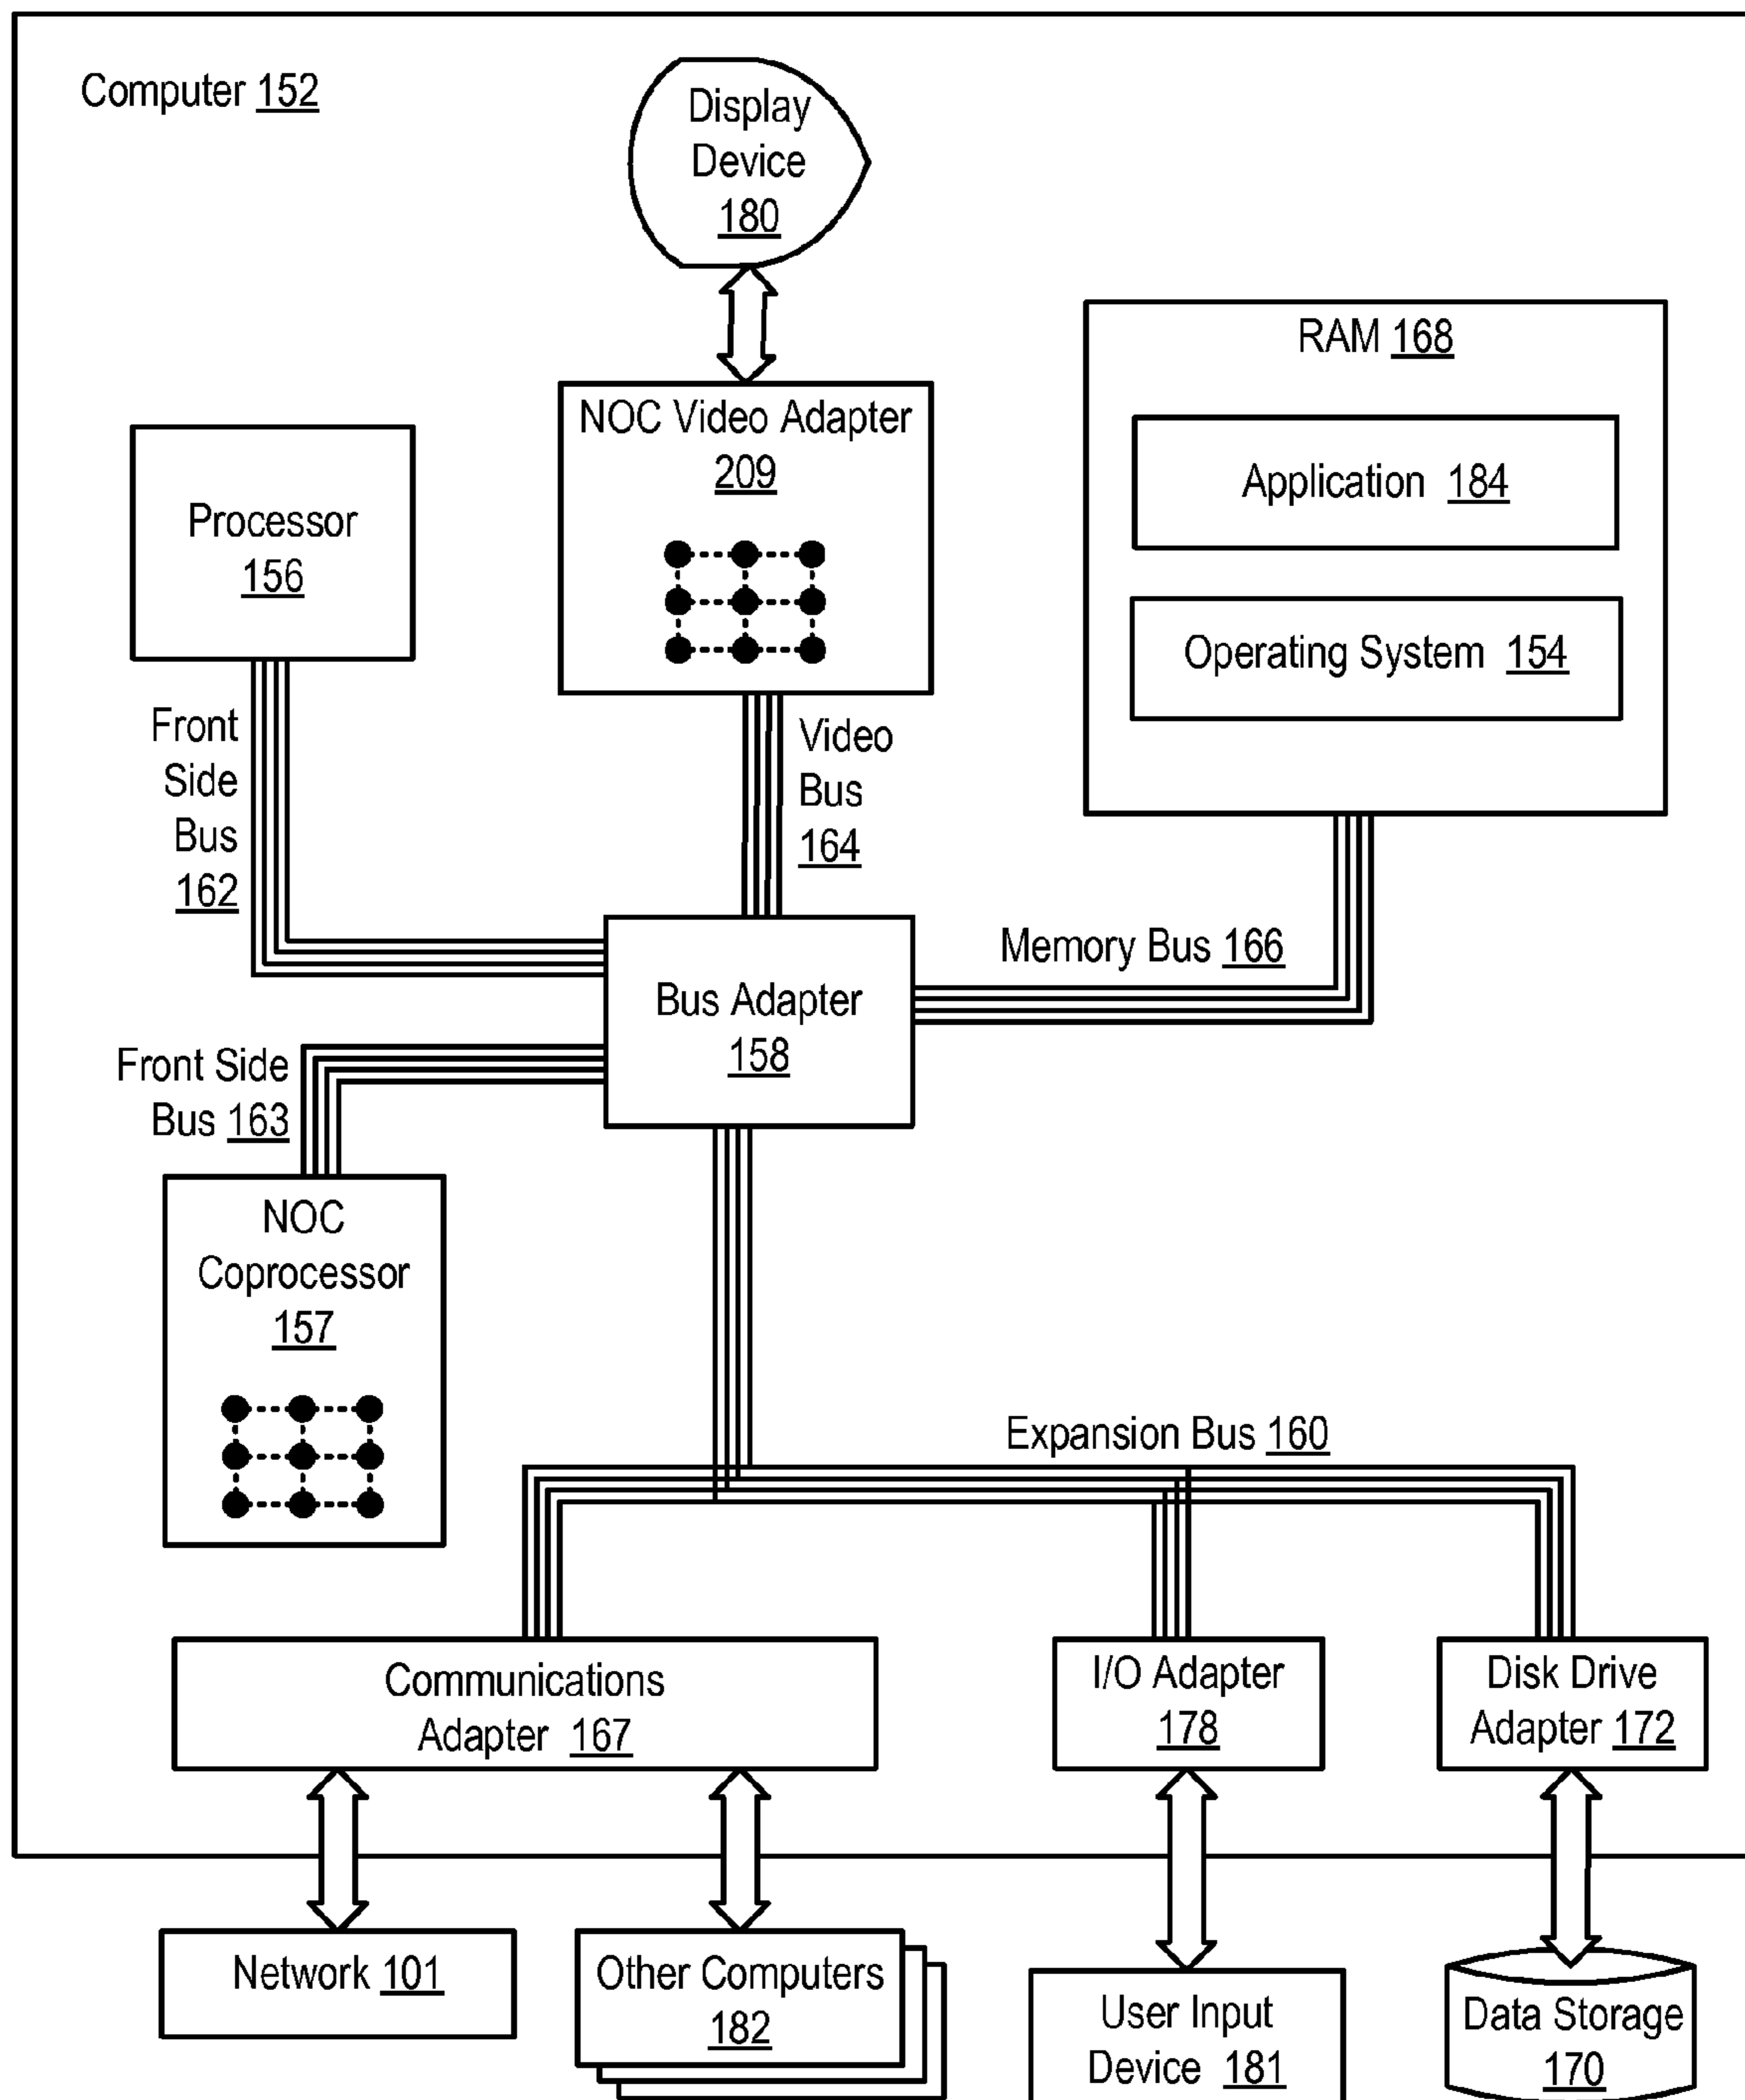 Computer 152
Display
Device
180
NOC Video Adapter
209
RAM 168
Application 184
Operating System 154
Processor
156
Front
Side
Bus
162
Video
Bus
164
Memory Bus 166
Bus Adapter
158
Front Side
Bus 163
NOC
Coprocessor
157
Expansion Bus 160
Communications
Adapter 167
I/O Adapter
178
Disk Drive
Adapter 172
Network 101
Other Computers
182
User Input
Device 181
Data Storage
170